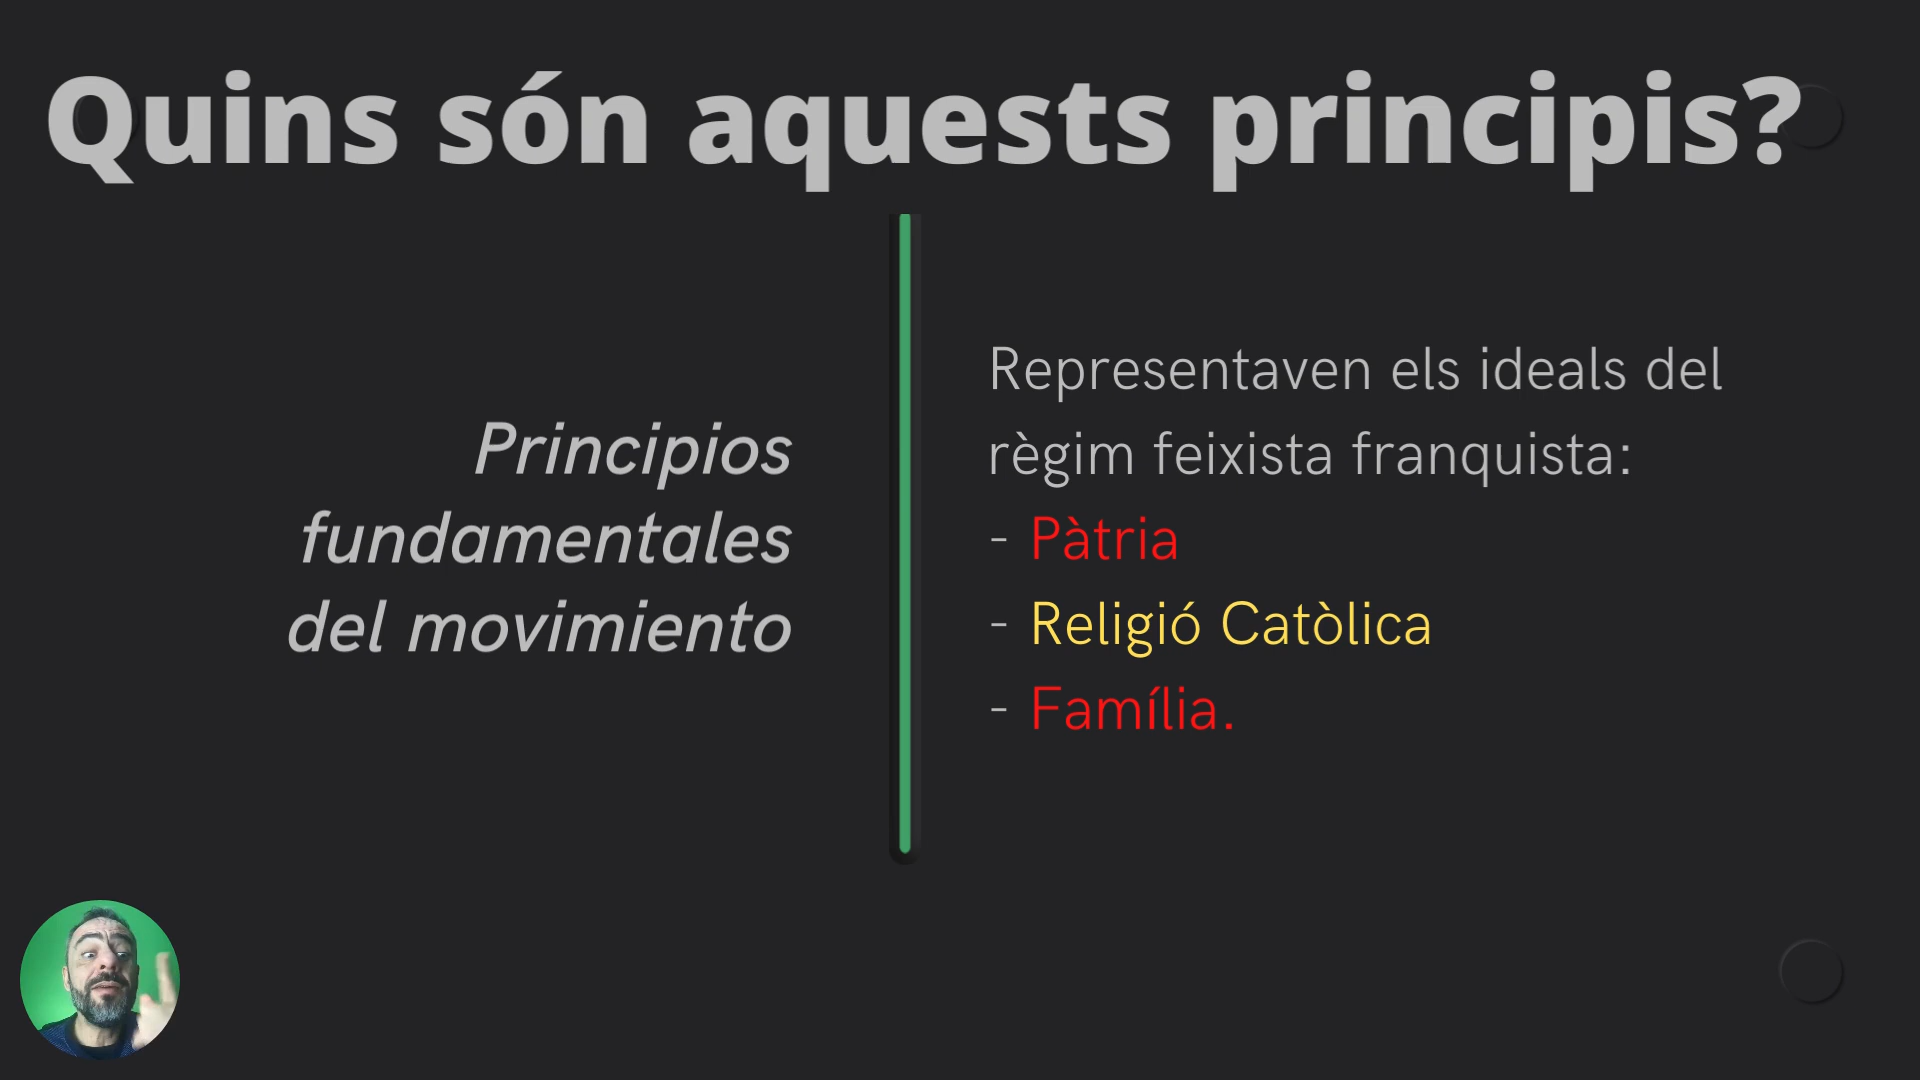 Quins són aquests principis?
Principios
fundamentales
del movimiento
Representaven els ideals del
règim feixista franquista:
- Pàtria
- Religió Catòlica
- Família.